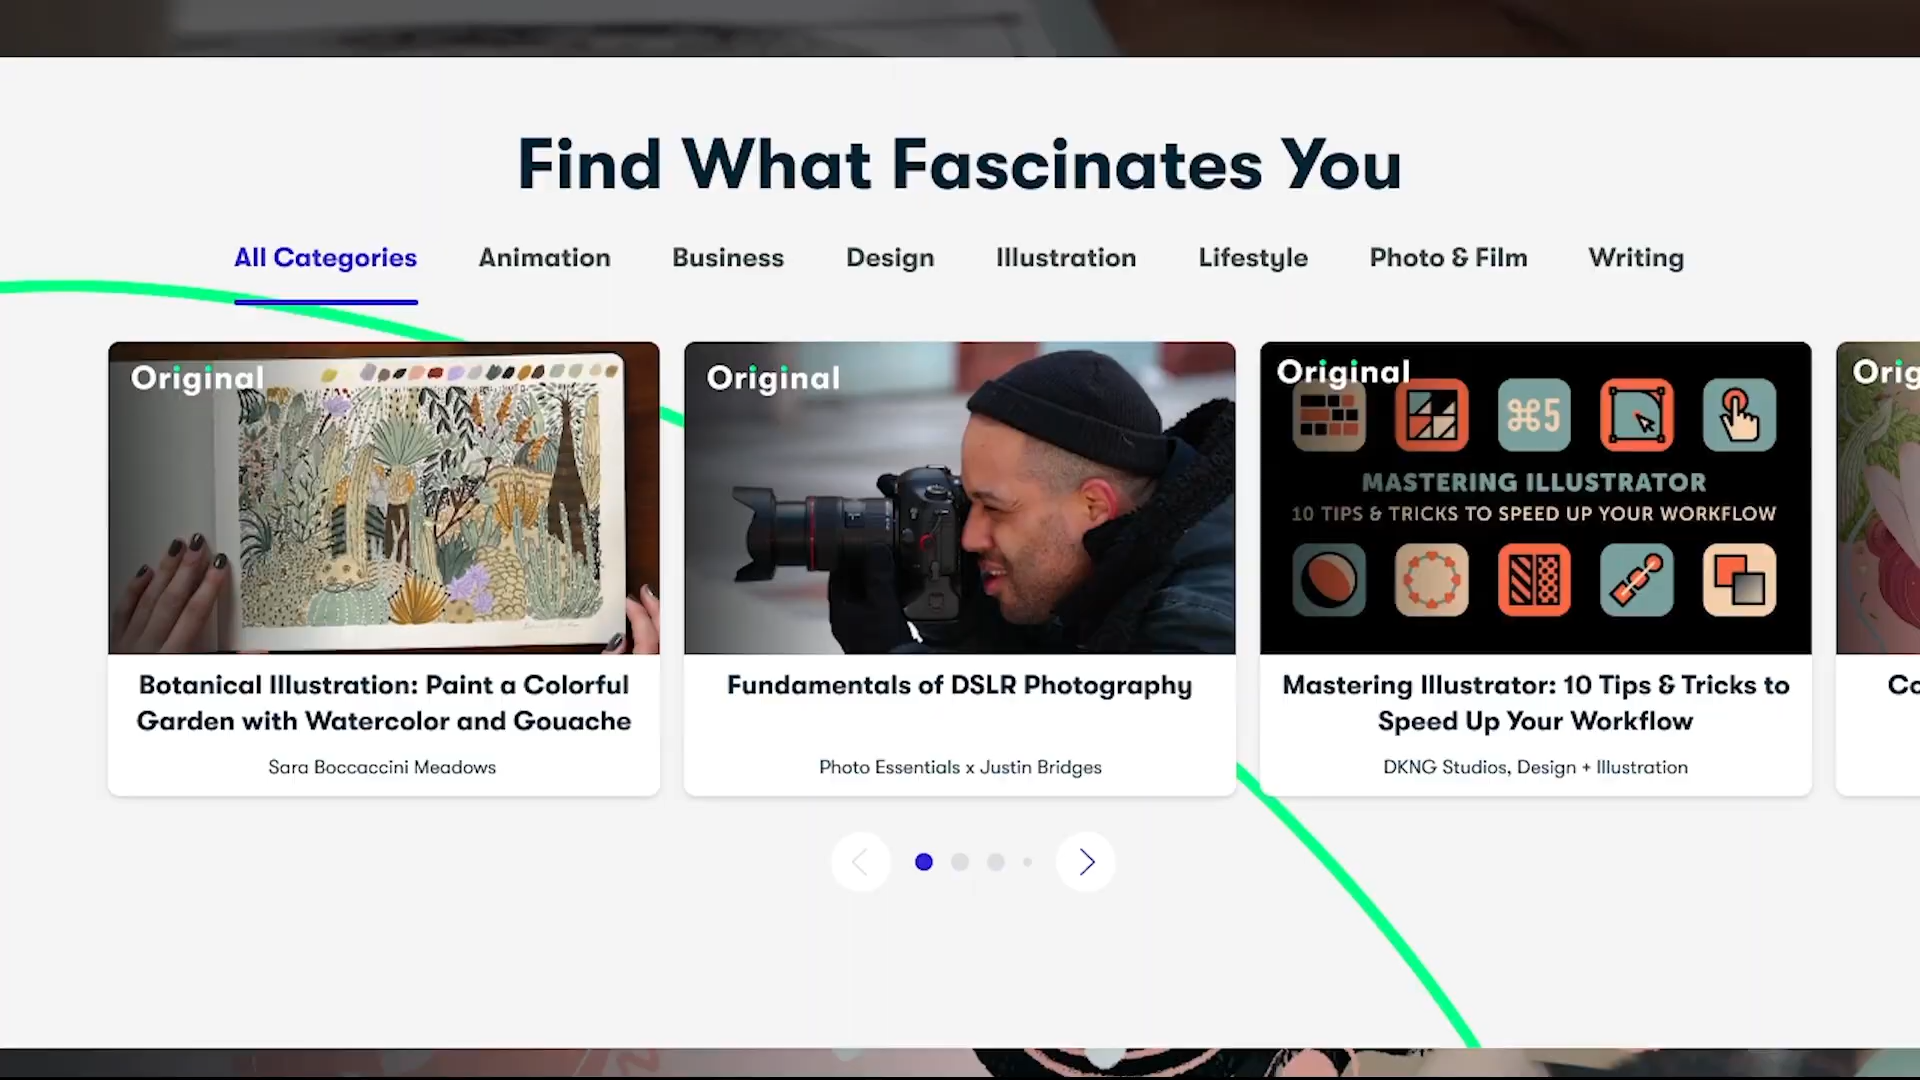 Find What Fascinates You
All Categories Animation Business Design Illustration Lifestyle Photo & Film Writing
Original
Botanical Illustration: Paint a Colorful
Garden with Watercolor and Gouache
Sara Boccaccini Meadows
Original
Fundamentals of DSLR Photography
Photo Essentials x Justin Bridges
Original
⌘5
MASTERING ILLUSTRATOR
10 TIPS & TRICKS TO SPEED UP YOUR WORKFLOW
Mastering Illustrator: 10 Tips & Tricks to
Speed Up Your Workflow
DKNG Studios, Design + Illustration
Orig
Co